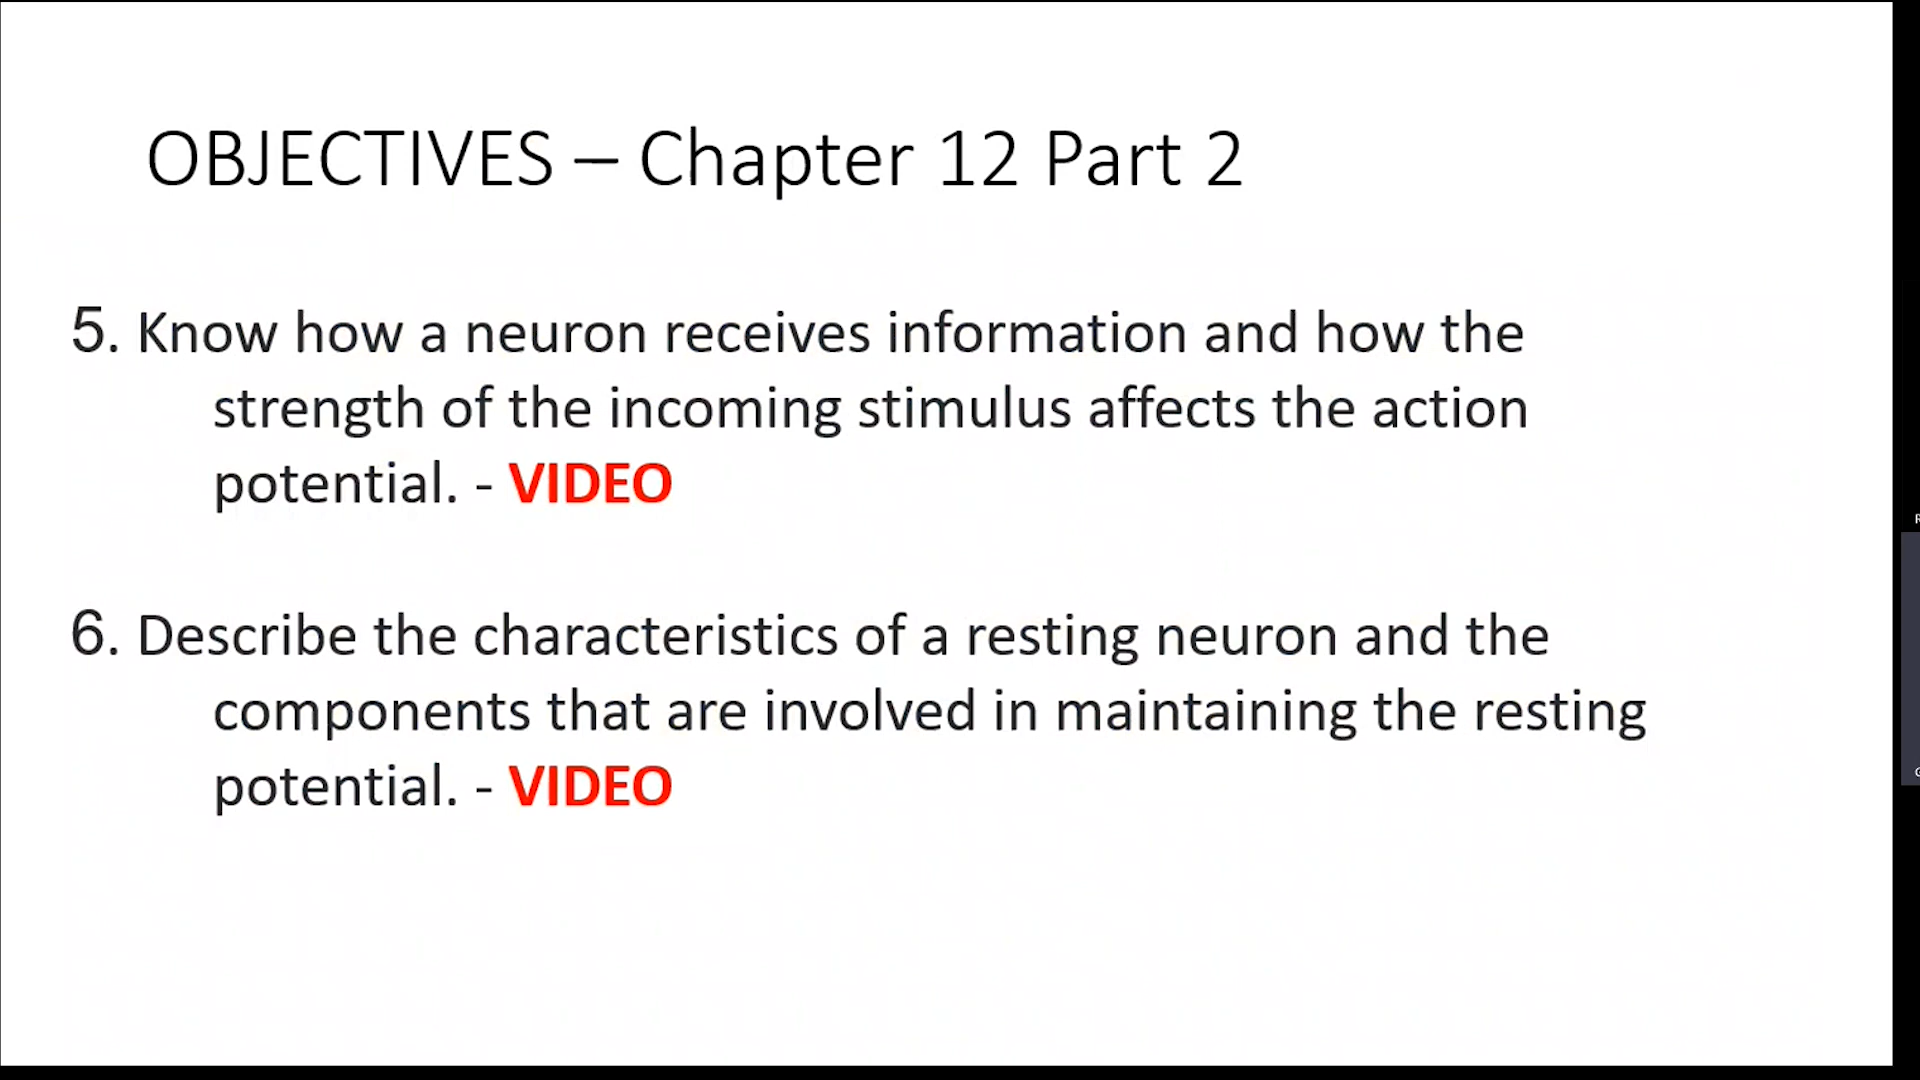 OBJECTIVES – Chapter 12 Part 2
5. Know how a neuron receives information and how the
strength of the incoming stimulus affects the action
potential. - VIDEO
6. Describe the characteristics of a resting neuron and the
components that are involved in maintaining the resting
potential. - VIDEO